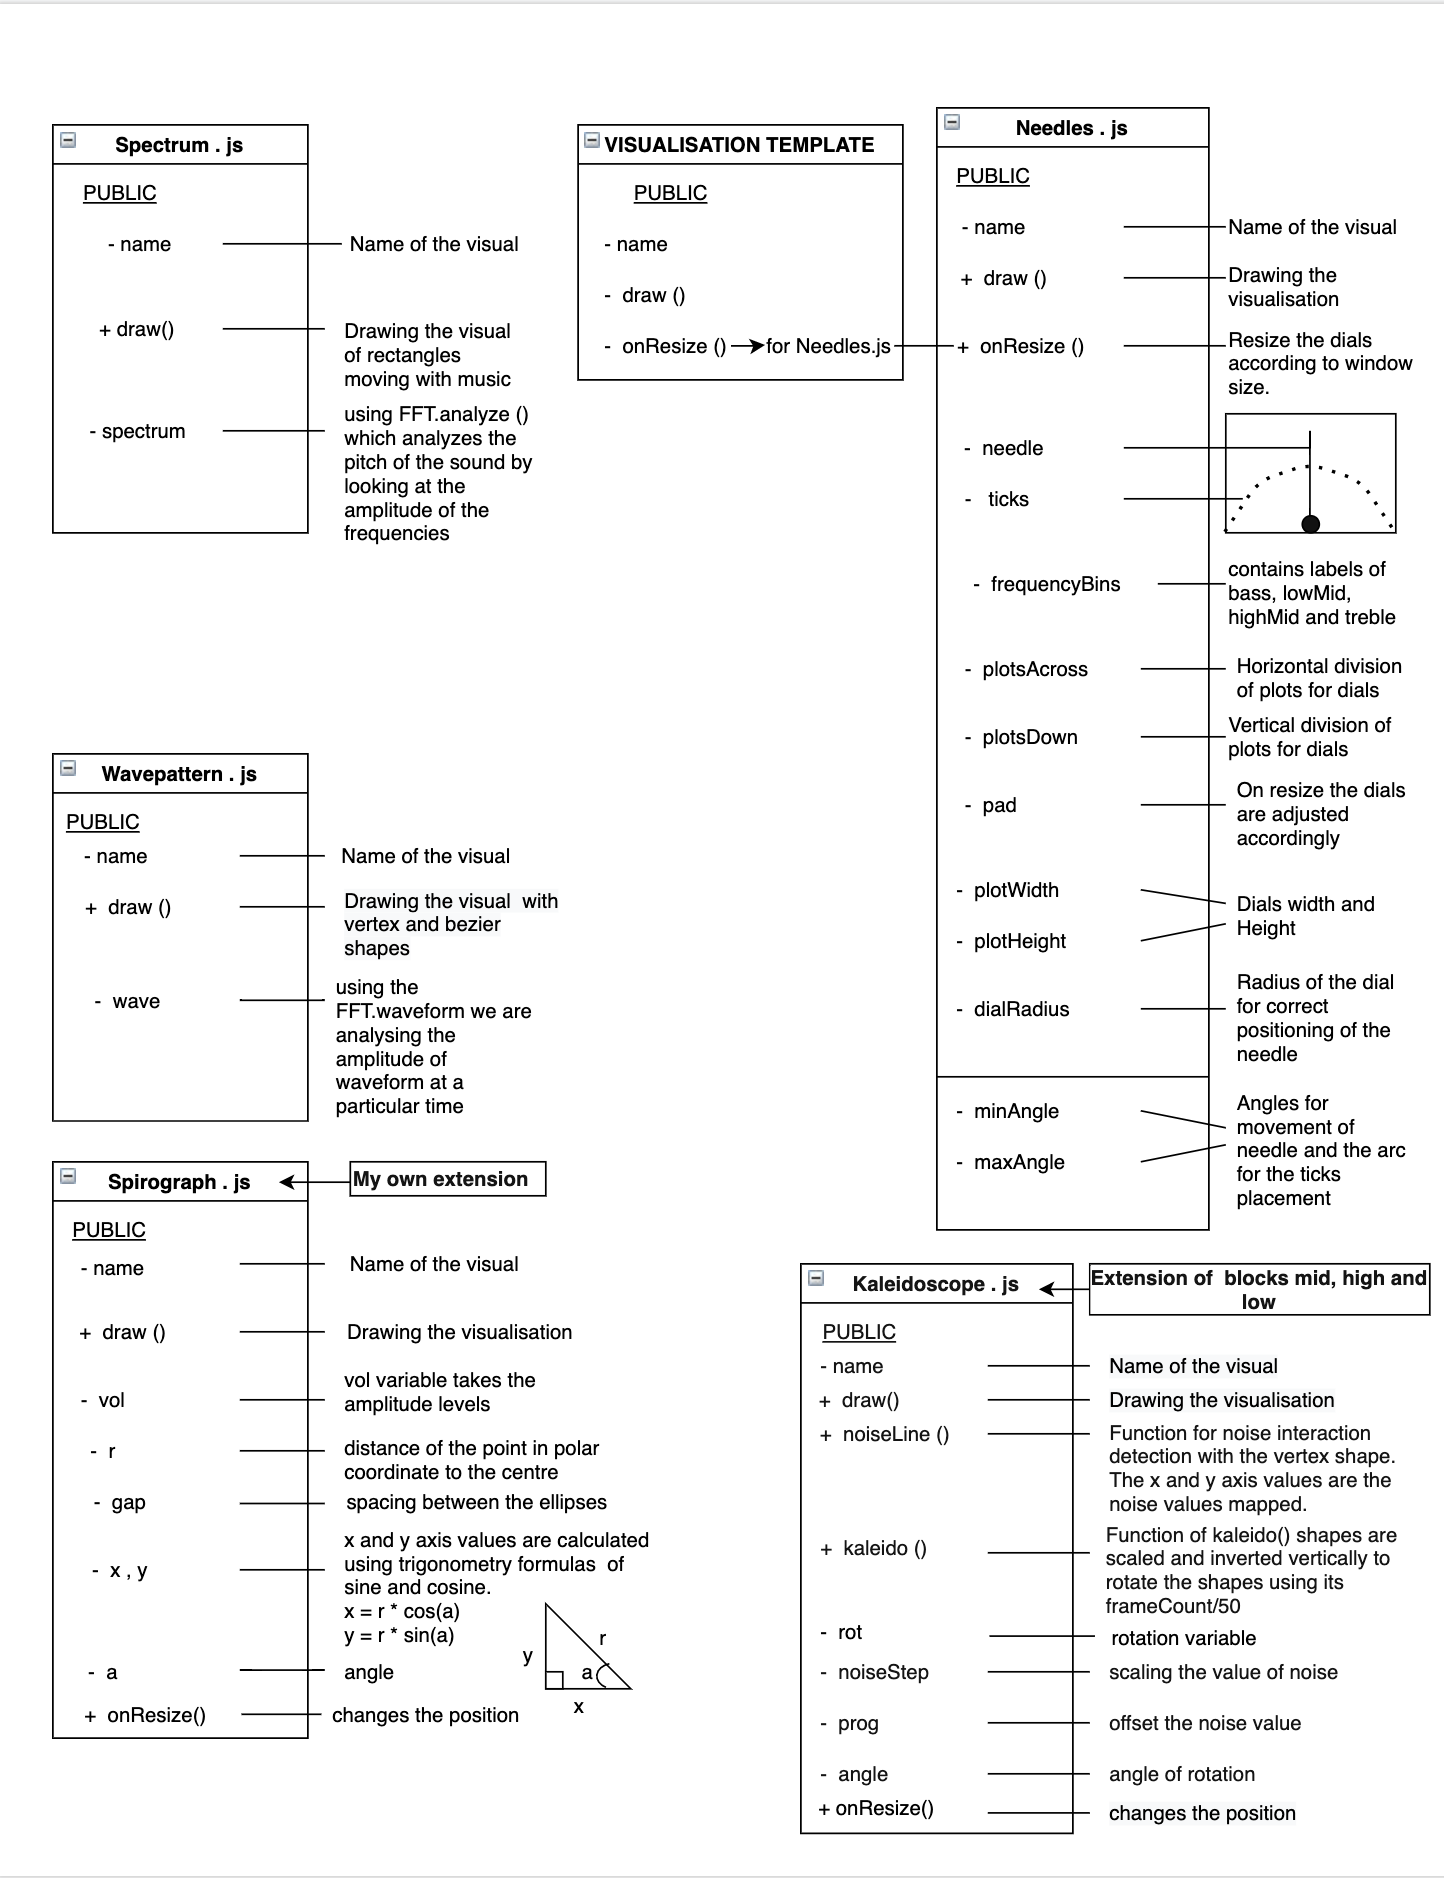 Spectrum . js
PUBLIC
- name
Name of the visual
+ draw()
Drawing the visual
of rectangles
moving with music
- spectrum
using FFT.analyze ()
which analyzes the
pitch of the sound by
looking at the
amplitude of the
frequencies
VISUALISATION TEMPLATE
PUBLIC
- name
- draw ()
- onResize ()
for Needles.js
Needles . js
PUBLIC
- name
Name of the visual
+ draw ()
Drawing the
visualisation
+ onResize ()
Resize the dials
according to window
size.
- needle
- ticks
- frequencyBins
contains labels of
bass, lowMid,
highMid and treble
- plotsAcross
Horizontal division
of plots for dials
- plotsDown
Vertical division of
plots for dials
- pad
On resize the dials
are adjusted
accordingly
- plotWidth
- plotHeight
Dials width and
Height
- dialRadius
Radius of the dial
for correct
positioning of the
needle
- minAngle
- maxAngle
Angles for
movement of
needle and the arc
for the ticks
placement
Wavepattern . js
PUBLIC
- name
Name of the visual
+ draw ()
Drawing the visual with
vertex and bezier
shapes
- wave
using the
FFT.waveform we are
analysing the
amplitude of
waveform at a
particular time
Spirograph . js
My own extension
PUBLIC
- name
Name of the visual
+ draw ()
Drawing the visualisation
- vol
vol variable takes the
amplitude levels
- r
distance of the point in polar
coordinate to the centre
- gap
spacing between the ellipses
- x , y
x and y axis values are calculated
using trigonometry formulas of
sine and cosine.
x = r * cos(a)
y = r * sin(a)
y
r
a
x
- a
angle
+ onResize()
changes the position
Kaleidoscope . js
Extension of blocks mid, high and
low
PUBLIC
- name
Name of the visual
+ draw()
Drawing the visualisation
+ noiseLine ()
Function for noise interaction
detection with the vertex shape.
The x and y axis values are the
noise values mapped.
+ kaleido ()
Function of kaleido() shapes are
scaled and inverted vertically to
rotate the shapes using its
frameCount/50
- rot
rotation variable
- noiseStep
scaling the value of noise
- prog
offset the noise value
- angle
angle of rotation
+ onResize()
changes the position